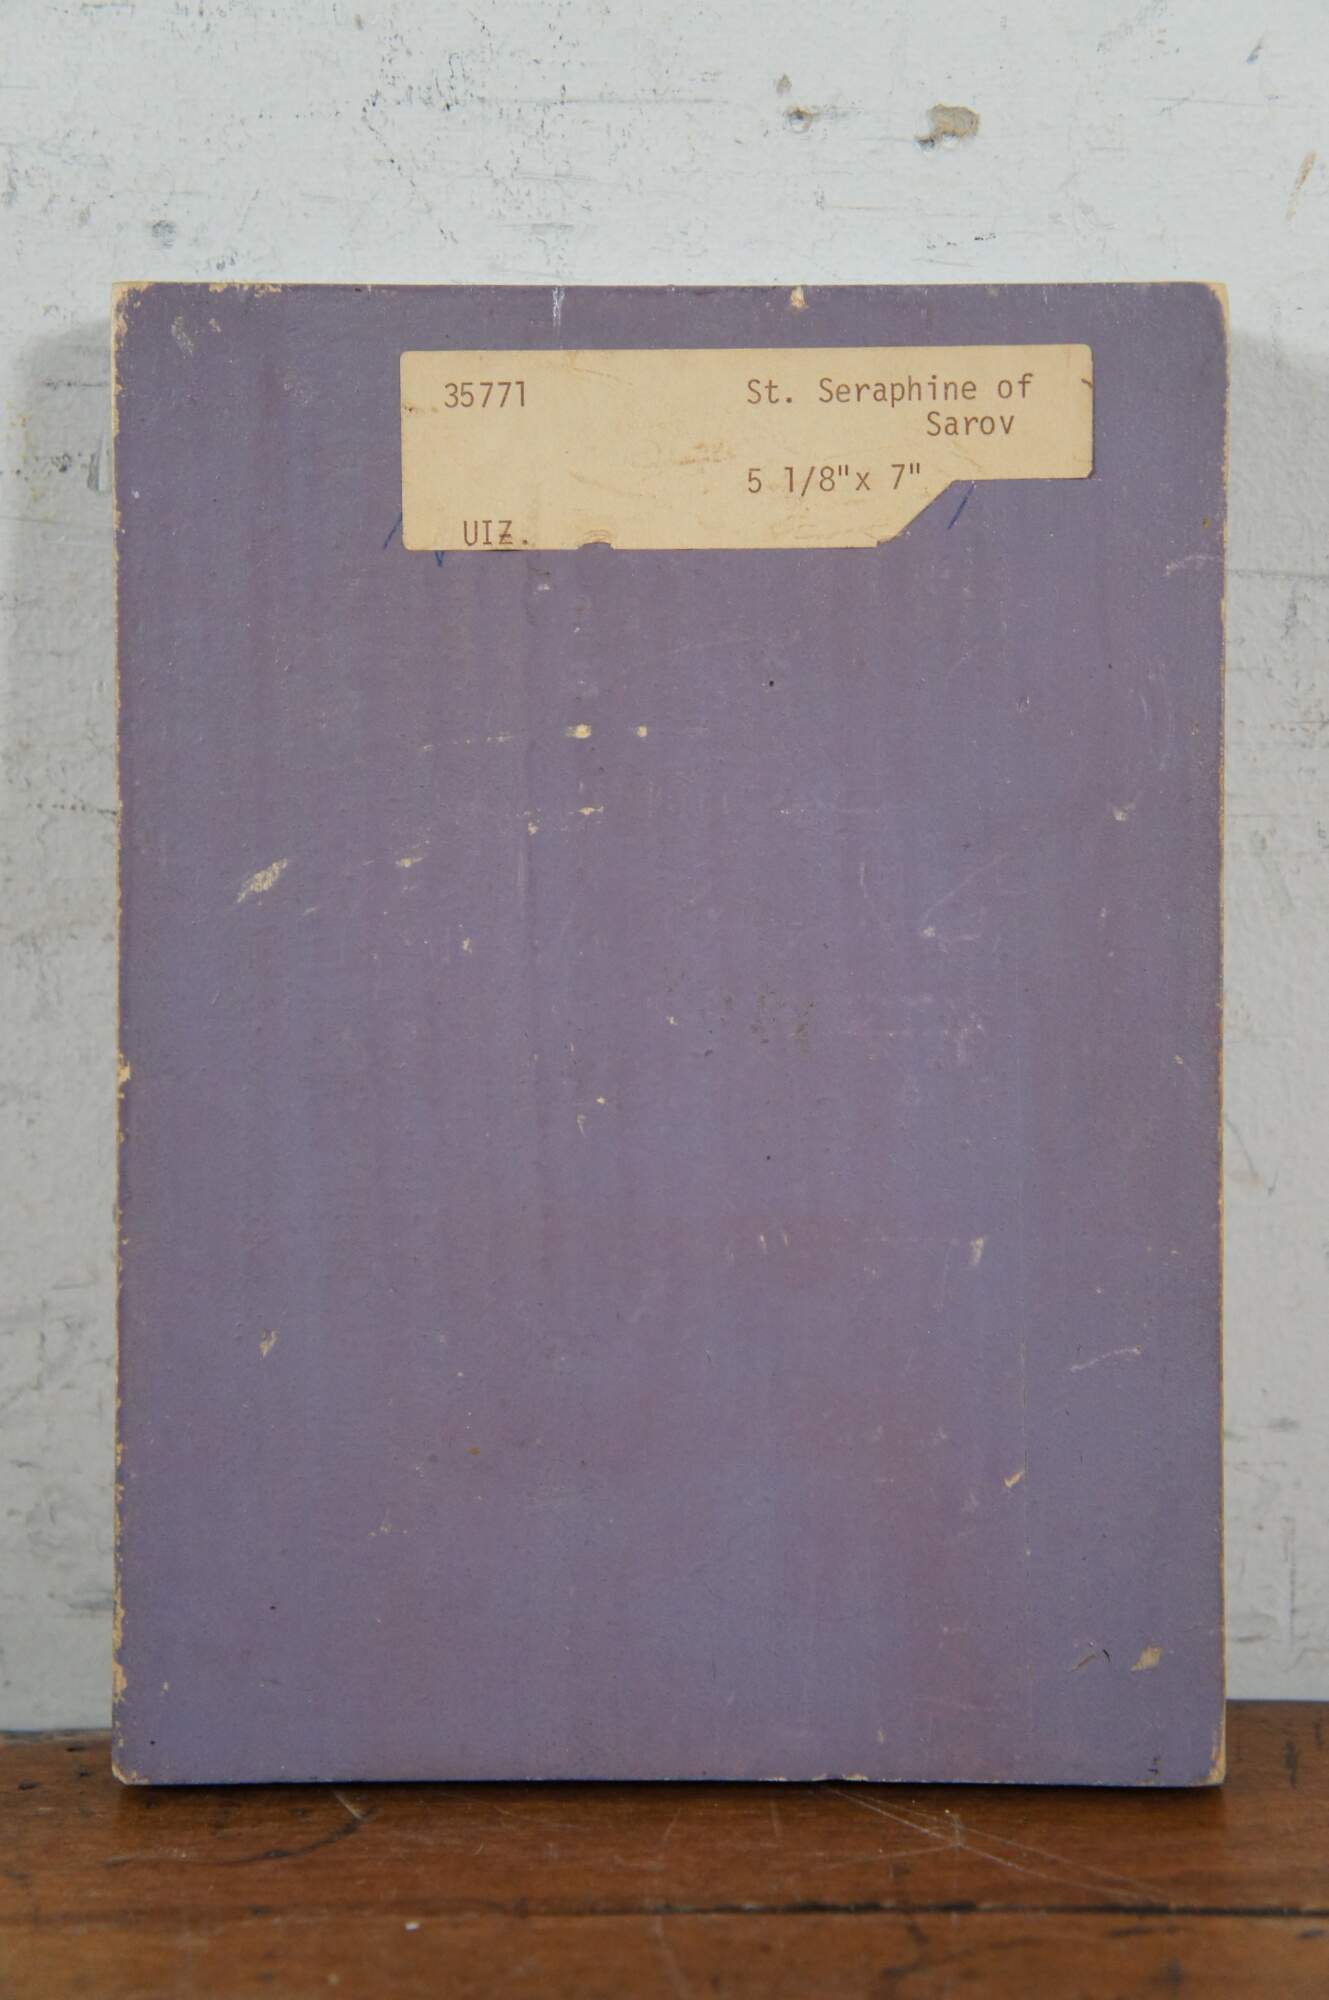 35771 St. Seraphine of
Sarov
5 1/8"x 7"
UIZ.